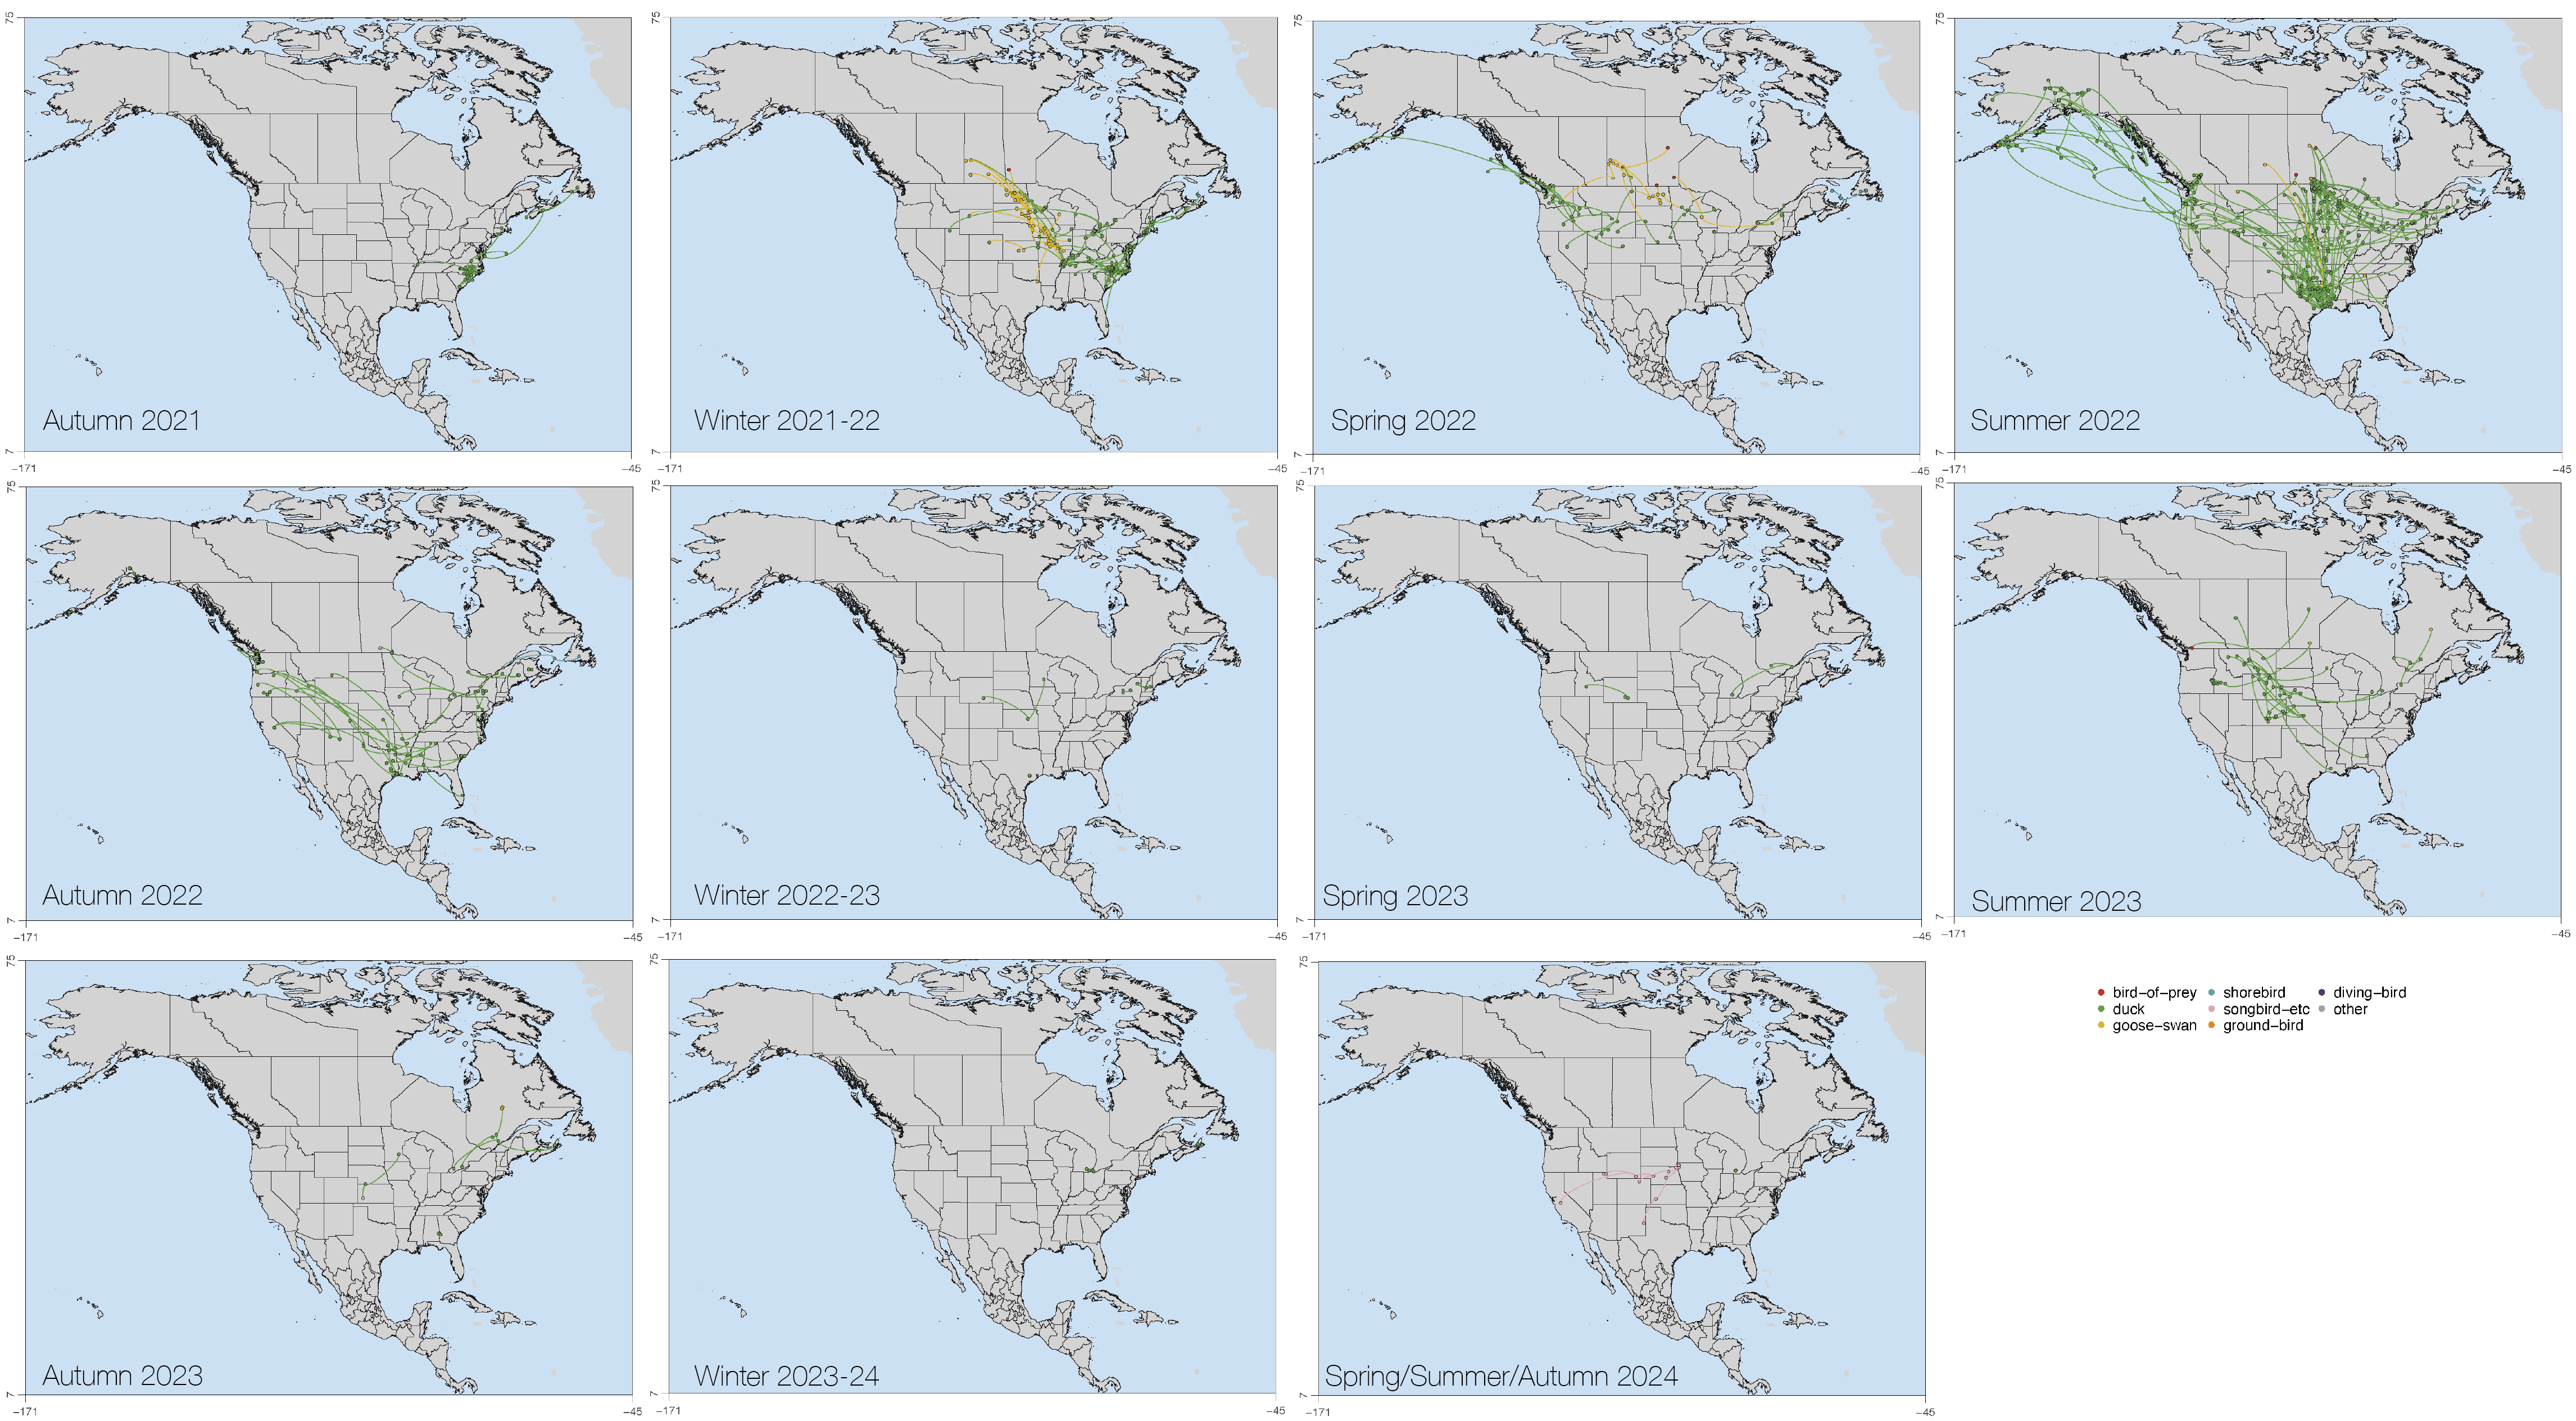 75
75
75
75
Autumn 2021
Winter 2021-22
Spring 2022
Summer 2022
7
7
7
7
−171
−45
−171
−45
−171
−45
−171
−45
75
75
75
75
Autumn 2022
Winter 2022-23
Spring 2023
Summer 2023
7
7
7
7
−171
−45
−171
−45
−171
−45
−171
−45
75
75
75
bird−of−prey
shorebird
diving−bird
duck
songbird−etc
other
goose−swan
ground−bird
Autumn 2023
Winter 2023-24
Spring/Summer/Autumn 2024
7
7
7
−171
−45
−171
−45
−171
−45